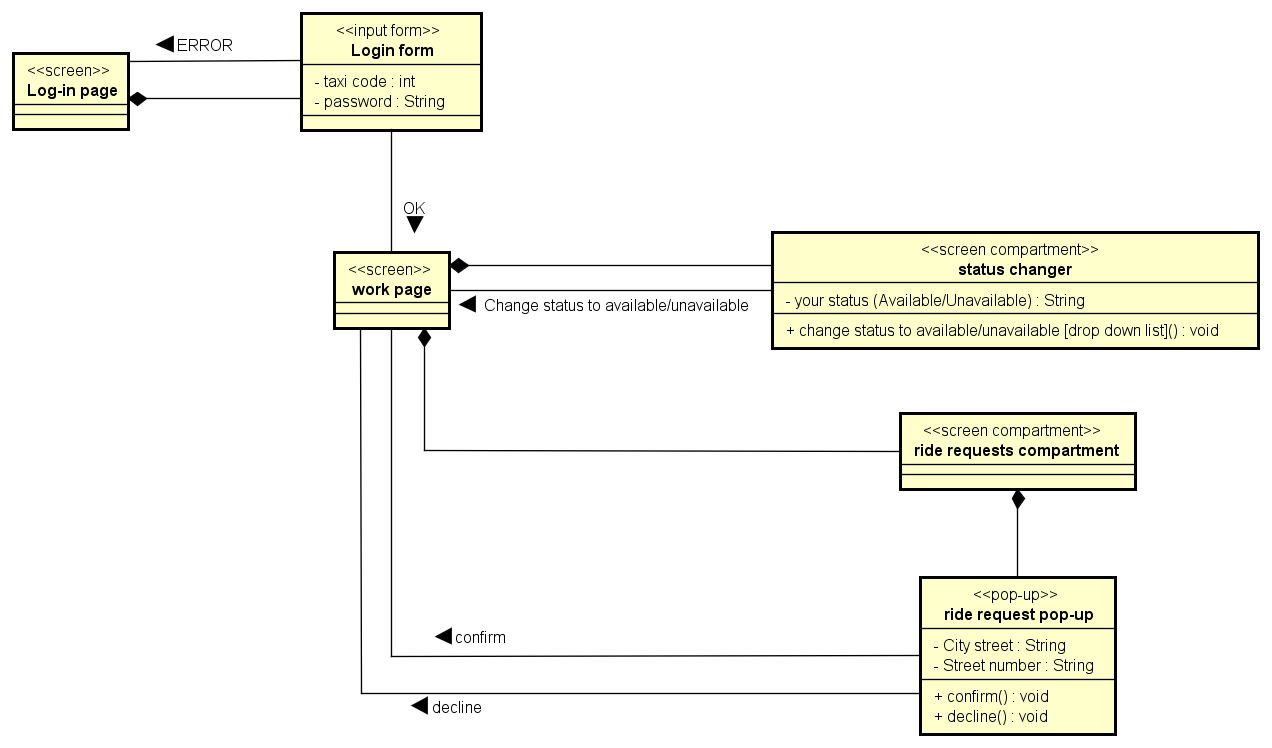 ERROR
<<screen>>
Log-in page
<<input form>>
Login form
- taxi code : int
- password : String
OK
<<screen>>
work page
<<screen compartment>>
status changer
- your status (Available/Unavailable) : String
+ change status to available/unavailable [drop down list]() : void
Change status to available/unavailable
<<screen compartment>>
ride requests compartment
<<pop-up>>
ride request pop-up
- City street : String
- Street number : String
+ confirm() : void
+ decline() : void
confirm
decline